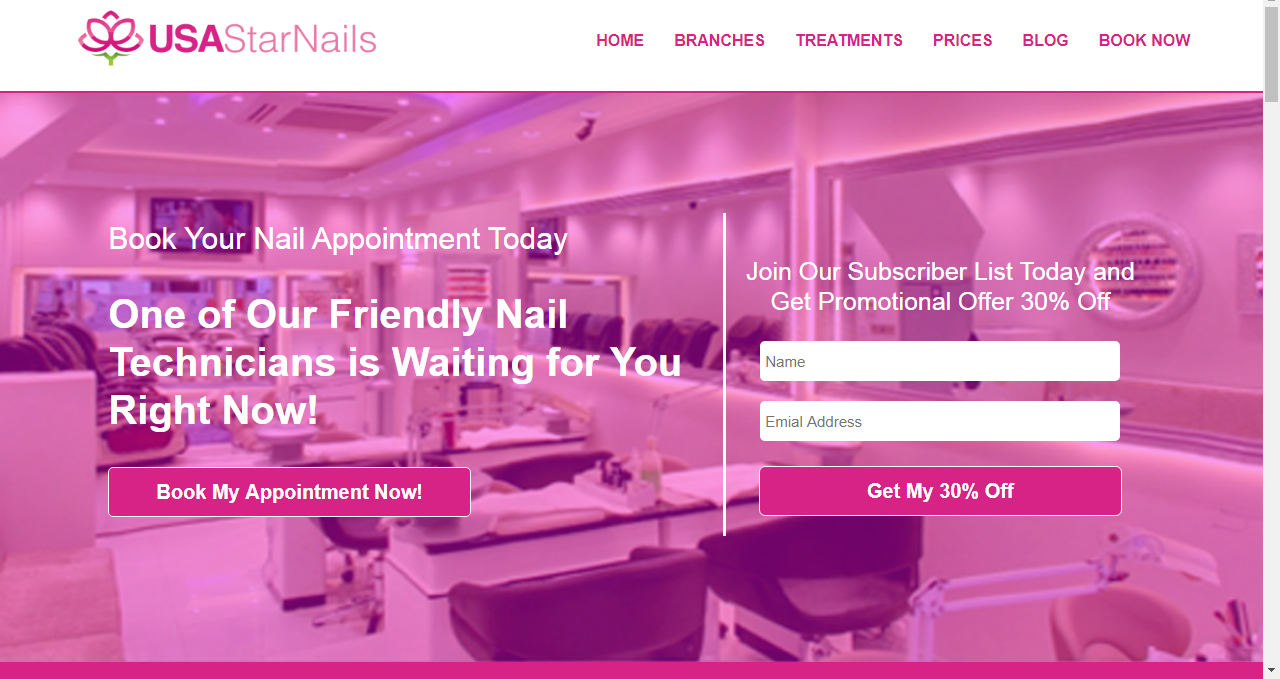 USAStarNails
HOME BRANCHES TREATMENTS PRICES BLOG BOOK NOW
Book Your Nail Appointment Today
One of Our Friendly Nail
Technicians is Waiting for You
Right Now!
Book My Appointment Now!
Join Our Subscriber List Today and
Get Promotional Offer 30% Off
Name
Emial Address
Get My 30% Off